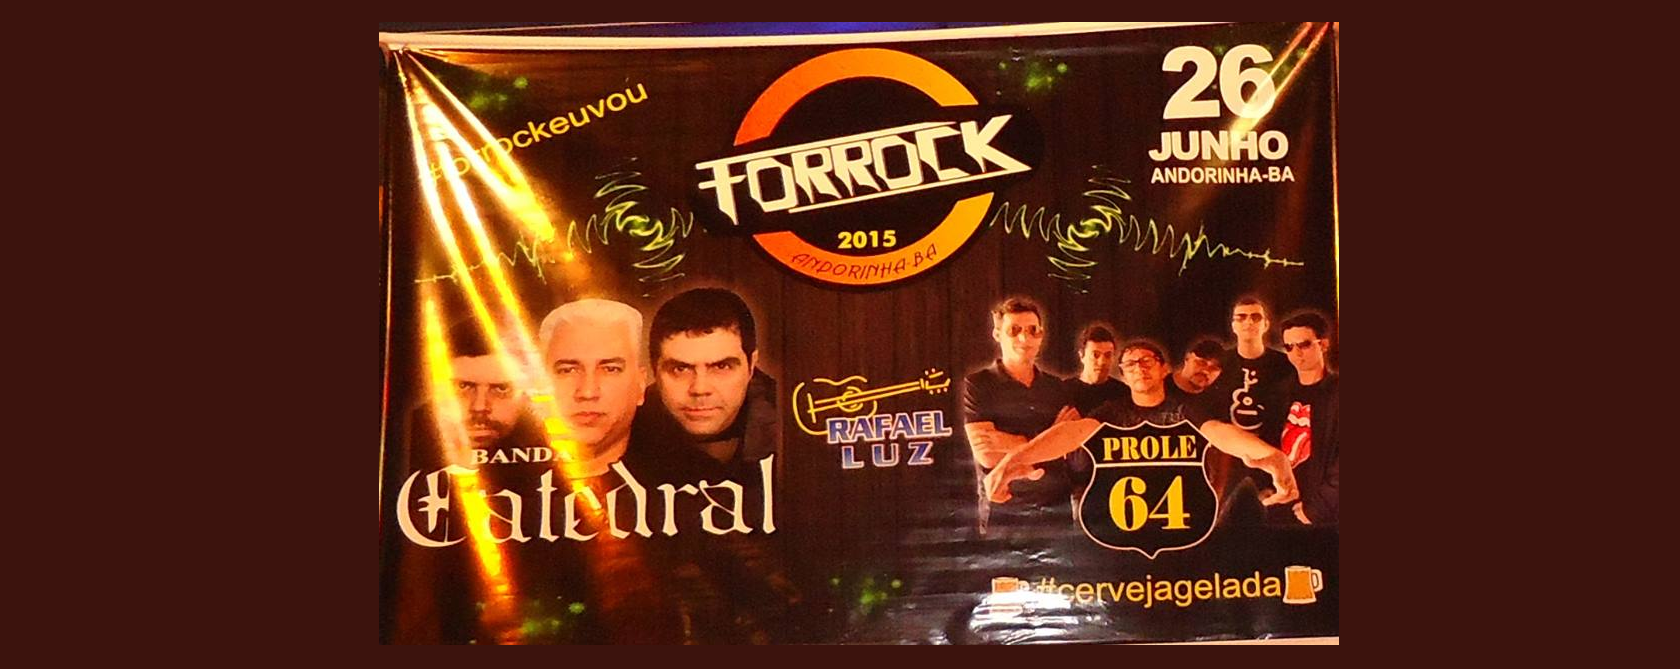 #forrockeuvou
FORROCK
2015
ANDORINHA-BA
26
JUNHO
ANDORINHA-BA
BANDA
Catedral
RAFAEL
LUZ
PROLE
64
#cervejagelada